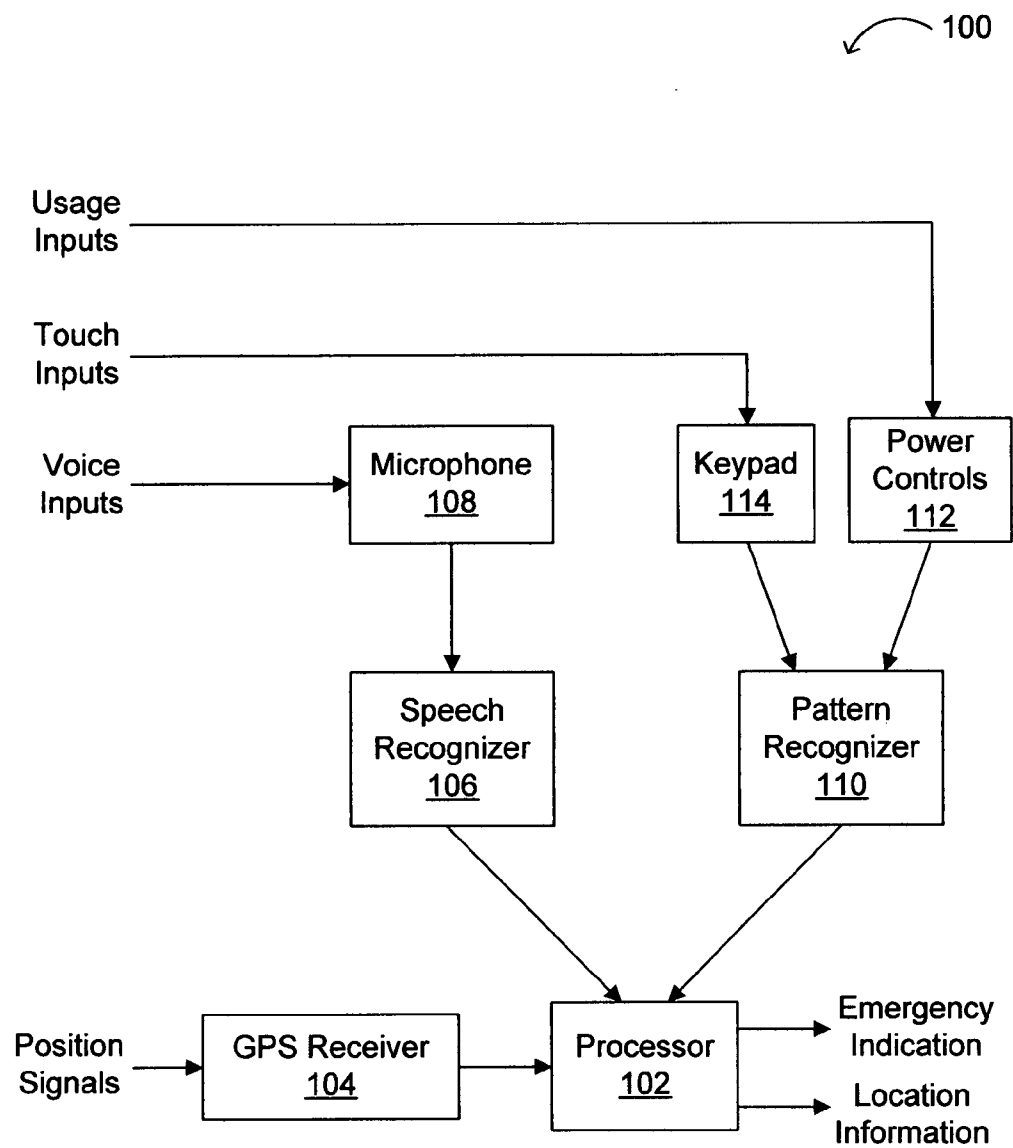 100
Usage
Inputs
Touch
Inputs
Voice
Inputs
Microphone
108
Keypad
114
Power
Controls
112
Speech
Recognizer
106
Pattern
Recognizer
110
Position
Signals
GPS Receiver
104
Processor
102
Emergency
Indication
Location
Information